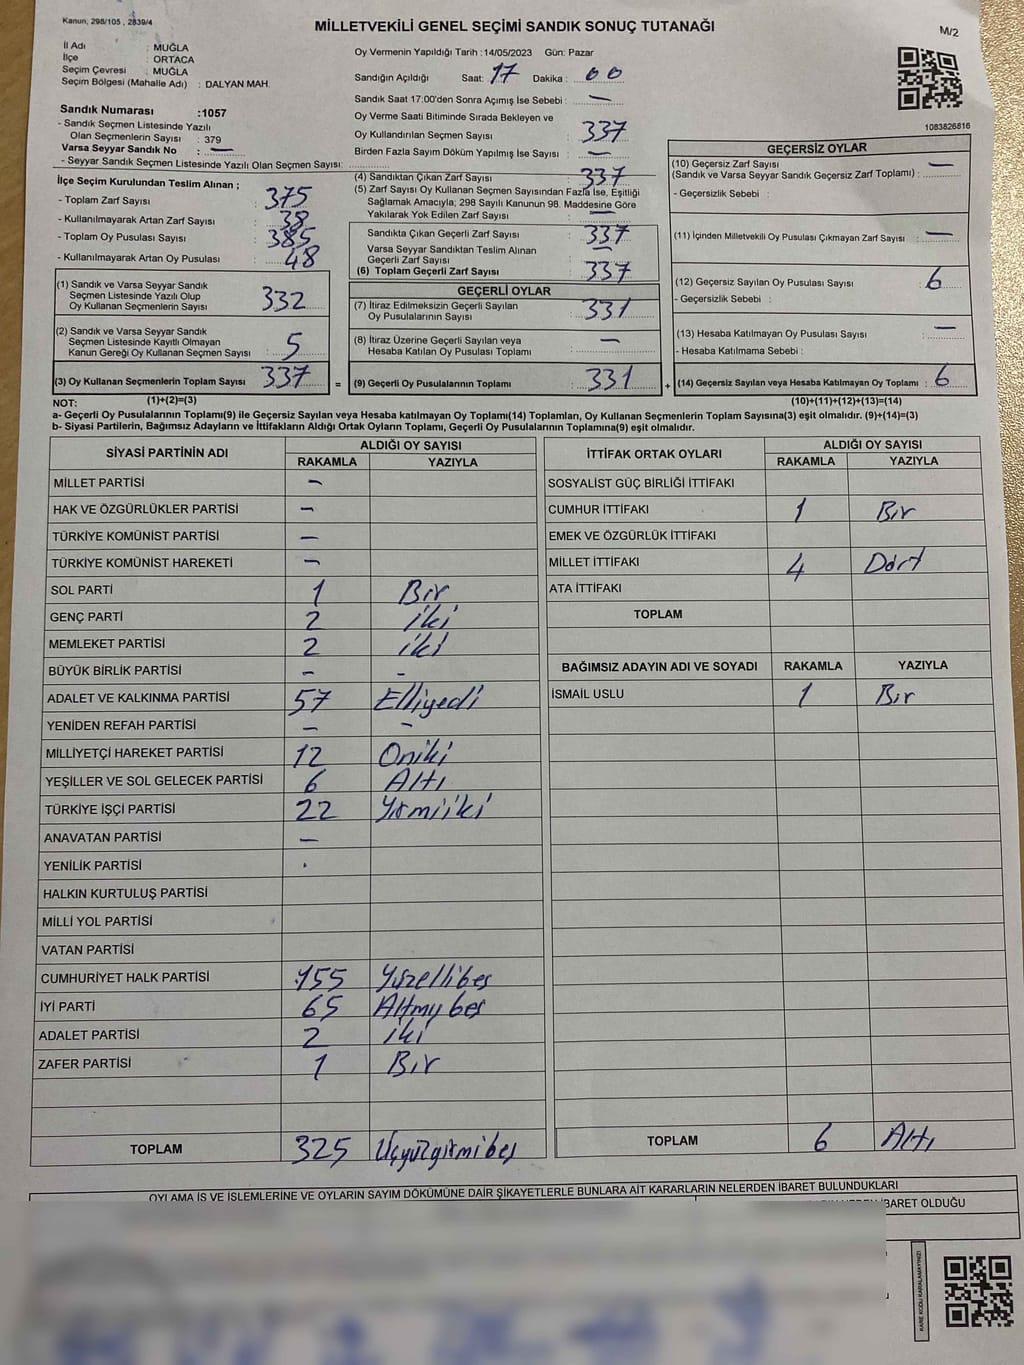 Kanun, 298/105 , 2839/4
MİLLETVEKİLİ GENEL SEÇİMİ SANDIK SONUÇ TUTANAĞI
M/2
İl Adı : MUĞLA
İlçe : ORTACA
Seçim Çevresi : MUĞLA
Seçim Bölgesi (Mahalle Adı) : DALYAN MAH.
Oy Vermenin Yapıldığı Tarih :14/05/2023 Gün: Pazar
Sandığın Açıldığı Saat: 17 Dakika : 00
Sandık Saat 17:00'den Sonra Açımış İse Sebebi : —
Oy Verme Saati Bitiminde Sırada Bekleyen ve
Oy Kullandırılan Seçmen Sayısı 337
Birden Fazla Sayım Döküm Yapılmış İse Sayısı : —
1083826816
Sandık Numarası :1057
- Sandık Seçmen Listesinde Yazılı
Olan Seçmenlerin Sayısı : 379
Varsa Seyyar Sandık No : —
- Seyyar Sandık Seçmen Listesinde Yazılı Olan Seçmen Sayısı:
İlçe Seçim Kurulundan Teslim Alınan ;
- Toplam Zarf Sayısı : 375
- Kullanılmayarak Artan Zarf Sayısı : 38
- Toplam Oy Pusulası Sayısı : 385
- Kullanılmayarak Artan Oy Pusulası : 48
(1) Sandık ve Varsa Seyyar Sandık
Seçmen Listesinde Yazılı Olup
Oy Kullanan Seçmenlerin Sayısı : 332
(2) Sandık ve Varsa Seyyar Sandık
Seçmen Listesinde Kayıtlı Olmayan
Kanun Gereği Oy Kullanan Seçmen Sayısı : 5
(3) Oy Kullanan Seçmenlerin Toplam Sayısı : 337
(4) Sandıktan Çıkan Zarf Sayısı : 337
(5) Zarf Sayısı Oy Kullanan Seçmen Sayısından Fazla İse, Eşitliği
Sağlamak Amacıyla; 298 Sayılı Kanunun 98. Maddesine Göre
Yakılarak Yok Edilen Zarf Sayısı : —
Sandıkta Çıkan Geçerli Zarf Sayısı : 337
Varsa Seyyar Sandıktan Teslim Alınan
Geçerli Zarf Sayısı : —
(6) Toplam Geçerli Zarf Sayısı : 337
GEÇERLİ OYLAR
(7) İtiraz Edilmeksizin Geçerli Sayılan
Oy Pusulalarının Sayısı : 331
(8) İtiraz Üzerine Geçerli Sayılan veya
Hesaba Katılan Oy Pusulası Toplamı : —
= (9) Geçerli Oy Pusulalarının Toplamı : 331
GEÇERSİZ OYLAR
(10) Geçersiz Zarf Sayısı —
(Sandık ve Varsa Seyyar Sandık Geçersiz Zarf Toplamı) :
- Geçersizlik Sebebi :
(11) İçinden Milletvekili Oy Pusulası Çıkmayan Zarf Sayısı : —
(12) Geçersiz Sayılan Oy Pusulası Sayısı : 6
- Geçersizlik Sebebi :
(13) Hesaba Katılmayan Oy Pusulası Sayısı : —
- Hesaba Katılmama Sebebi :
+ (14) Geçersiz Sayılan veya Hesaba Katılmayan Oy Toplamı : 6
NOT: (1)+(2)=(3) (10)+(11)+(12)+(13)=(14)
a- Geçerli Oy Pusulalarının Toplamı(9) ile Geçersiz Sayılan veya Hesaba katılmayan Oy Toplamı(14) Toplamları, Oy Kullanan Seçmenlerin Toplam Sayısına(3) eşit olmalıdır. (9)+(14)=(3)
b- Siyasi Partilerin, Bağımsız Adayların ve İttifakların Aldığı Ortak Oyların Toplamı, Geçerli Oy Pusulalarının Toplamına(9) eşit olmalıdır.
SİYASİ PARTİNİN ADI ALDIĞI OY SAYISI
RAKAMLA YAZIYLA
MİLLET PARTİSİ —
HAK VE ÖZGÜRLÜKLER PARTİSİ —
TÜRKİYE KOMÜNİST PARTİSİ —
TÜRKİYE KOMÜNİST HAREKETİ —
SOL PARTİ 1 Bir
GENÇ PARTİ 2 iki
MEMLEKET PARTİSİ 2 iki
BÜYÜK BİRLİK PARTİSİ - -
ADALET VE KALKINMA PARTİSİ 57 Elliyedi
YENİDEN REFAH PARTİSİ — -
MİLLİYETÇİ HAREKET PARTİSİ 12 Oniki
YEŞİLLER VE SOL GELECEK PARTİSİ 6 Altı
TÜRKİYE İŞÇİ PARTİSİ 22 Yirmiiki
ANAVATAN PARTİSİ —
YENİLİK PARTİSİ .
HALKIN KURTULUŞ PARTİSİ
MİLLİ YOL PARTİSİ
VATAN PARTİSİ
CUMHURİYET HALK PARTİSİ 155 Yüzellibeş
İYİ PARTİ 65 Altmışbeş
ADALET PARTİSİ 2 iki
ZAFER PARTİSİ 1 Bir
TOPLAM 325 Üçyüzyirmibeş
İTTİFAK ORTAK OYLARI ALDIĞI OY SAYISI
RAKAMLA YAZIYLA
SOSYALİST GÜÇ BİRLİĞİ İTTİFAKI
CUMHUR İTTİFAKI 1 Bir
EMEK VE ÖZGÜRLÜK İTTİFAKI
MİLLET İTTİFAKI 4 Dört
ATA İTTİFAKI
TOPLAM
BAĞIMSIZ ADAYIN ADI VE SOYADI RAKAMLA YAZIYLA
İSMAİL USLU 1 Bir
TOPLAM 6 Altı
OYLAMA İŞ VE İŞLEMLERİNE VE OYLARIN SAYIM DÖKÜMÜNE DAİR ŞİKAYETLERLE BUNLARA AİT KARARLARIN NELERDEN İBARET BULUNDUKLARI
İBARET OLDUĞU
KARE KODU KARALAMAYINIZ!